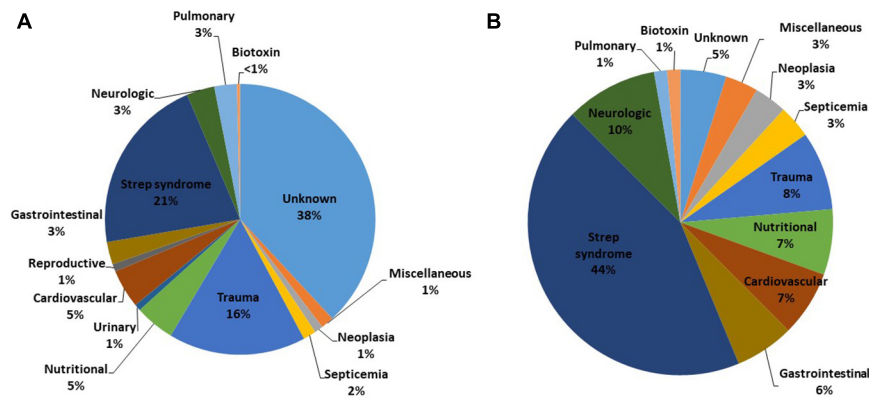 A
Pulmonary
3%
Biotoxin
<1%
Neurologic
3%
Strep syndrome
21%
Unknown
38%
Gastrointestinal
3%
Reproductive
1%
Cardiovascular
5%
Urinary
1%
Nutritional
5%
Trauma
16%
Septicemia
2%
Neoplasia
1%
Miscellaneous
1%
B
Pulmonary
1%
Biotoxin
1%
Unknown
5%
Miscellaneous
3%
Neoplasia
3%
Septicemia
3%
Neurologic
10%
Trauma
8%
Nutritional
7%
Cardiovascular
7%
Strep
syndrome
44%
Gastrointestinal
6%